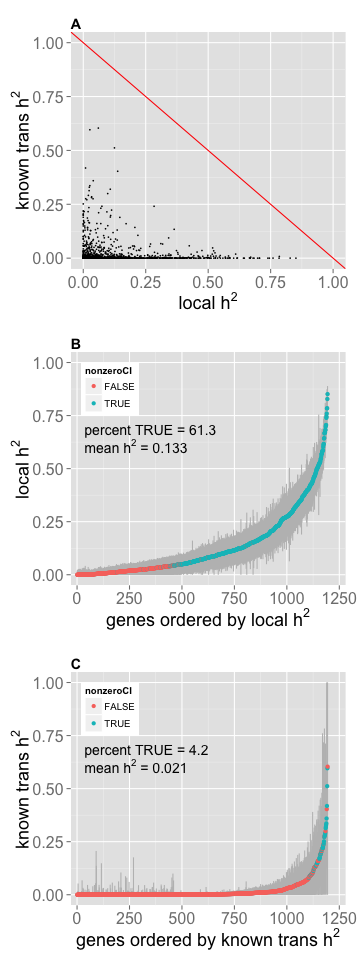 A
known trans h²
1.00
0.75
0.50
0.25
0.00
0.00 0.25 0.50 0.75 1.00
local h²
B
local h²
1.00
0.75
0.50
0.25
0.00
nonzeroCI
FALSE
TRUE
percent TRUE = 61.3
mean h² = 0.133
0 250 500 750 1000 1250
genes ordered by local h²
C
known trans h²
1.00
0.75
0.50
0.25
0.00
nonzeroCI
FALSE
TRUE
percent TRUE = 4.2
mean h² = 0.021
0 250 500 750 1000 1250
genes ordered by known trans h²